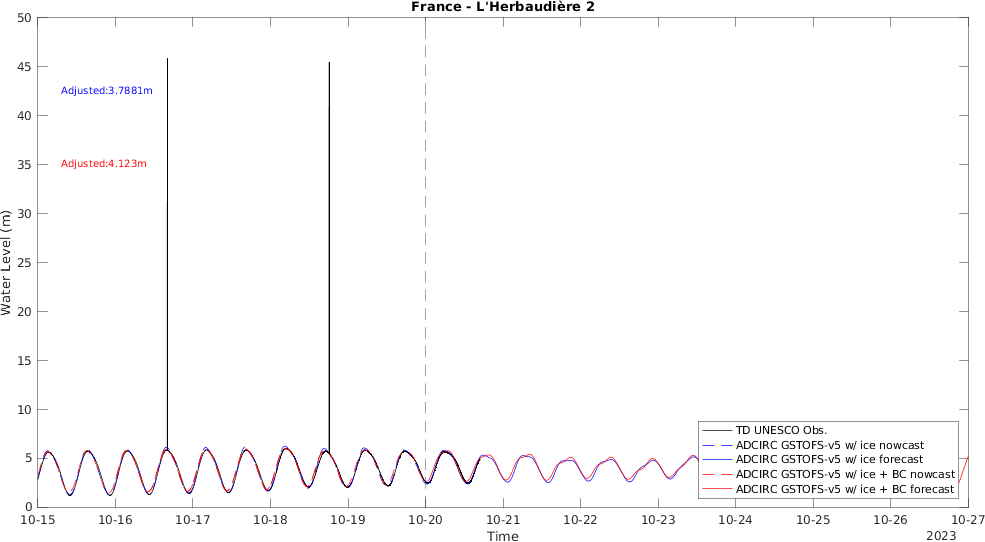 France - L'Herbaudière 2
50
45
40
35
30
25
20
15
10
5
0
Water Level (m)
Adjusted:3.7881m
Adjusted:4.123m
TD UNESCO Obs.
ADCIRC GSTOFS-v5 w/ ice nowcast
ADCIRC GSTOFS-v5 w/ ice forecast
ADCIRC GSTOFS-v5 w/ ice + BC nowcast
ADCIRC GSTOFS-v5 w/ ice + BC forecast
10-15 10-16 10-17 10-18 10-19 10-20 10-21 10-22 10-23 10-24 10-25 10-26 10-27
Time
2023